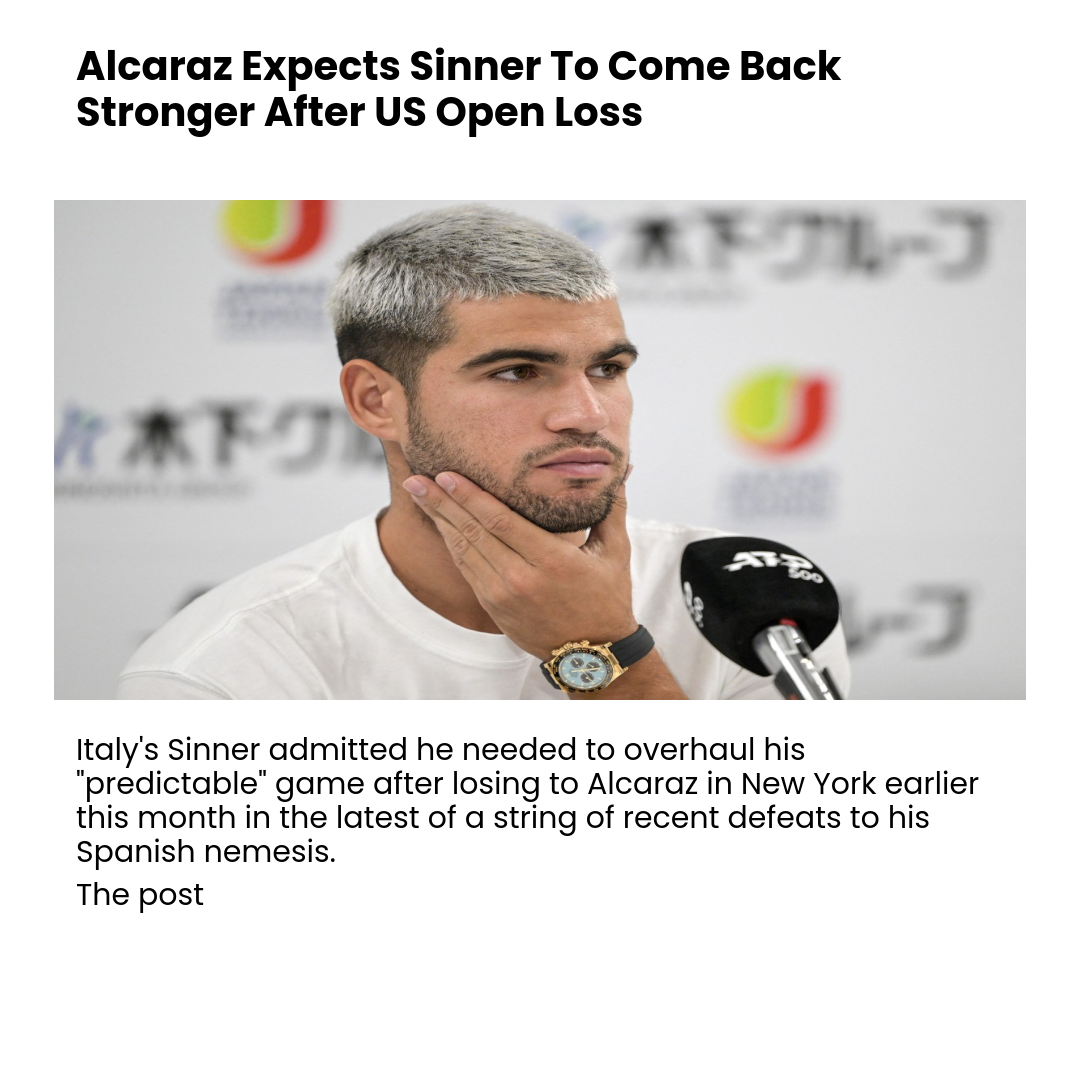 Alcaraz Expects Sinner To Come Back
Stronger After US Open Loss
木下グループ
木下グル
ATP
500
ループ
Italy's Sinner admitted he needed to overhaul his
"predictable" game after losing to Alcaraz in New York earlier
this month in the latest of a string of recent defeats to his
Spanish nemesis.
The post